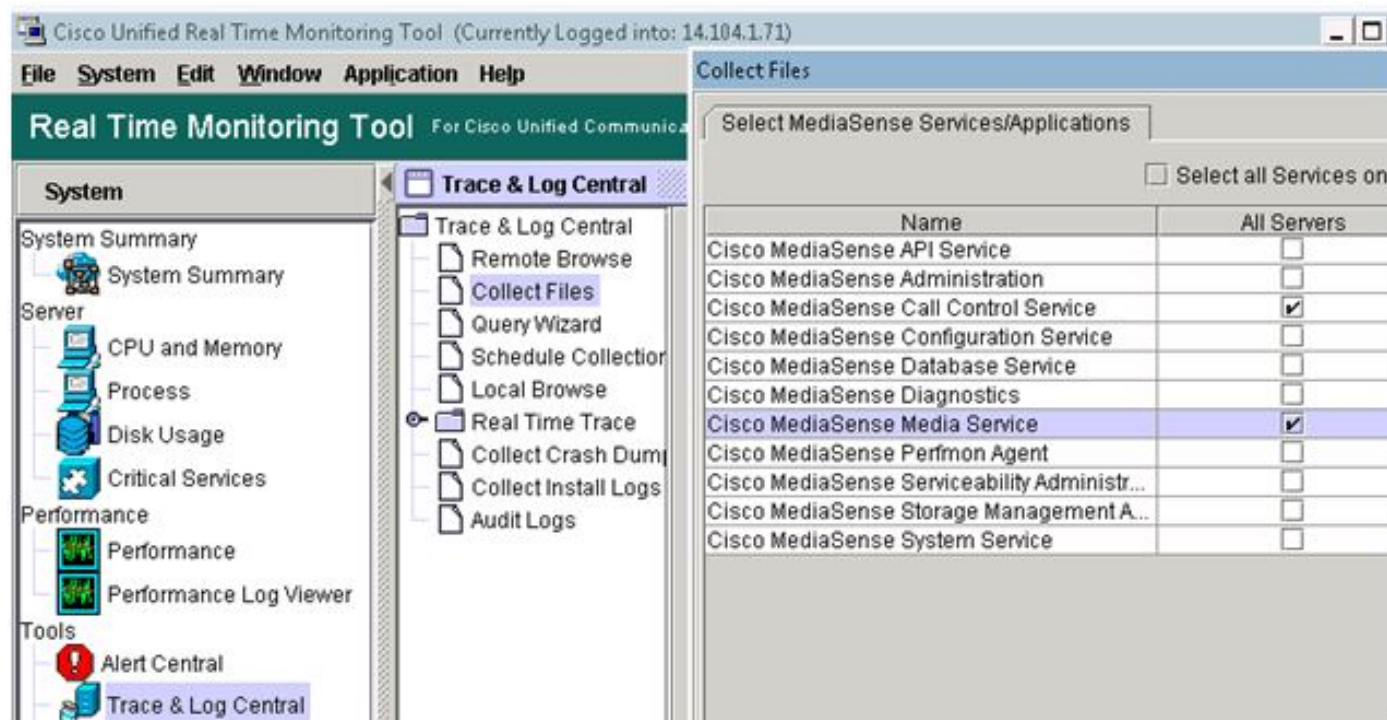 Cisco Unified Real Time Monitoring Tool (Currently Logged into: 14.104.1.71)
File System Edit Window Application Help
Real Time Monitoring Tool For Cisco Unified Communica
System
System Summary
System Summary
Server
CPU and Memory
Process
Disk Usage
Critical Services
Performance
Performance
Performance Log Viewer
Tools
Alert Central
Trace & Log Central
Trace & Log Central
Trace & Log Central
Remote Browse
Collect Files
Query Wizard
Schedule Collection
Local Browse
Real Time Trace
Collect Crash Dump
Collect Install Logs
Audit Logs
Collect Files
Select MediaSense Services/Applications
Select all Services on
Name All Servers
Cisco MediaSense API Service
Cisco MediaSense Administration
Cisco MediaSense Call Control Service
Cisco MediaSense Configuration Service
Cisco MediaSense Database Service
Cisco MediaSense Diagnostics
Cisco MediaSense Media Service
Cisco MediaSense Perfmon Agent
Cisco MediaSense Serviceability Administr...
Cisco MediaSense Storage Management A...
Cisco MediaSense System Service